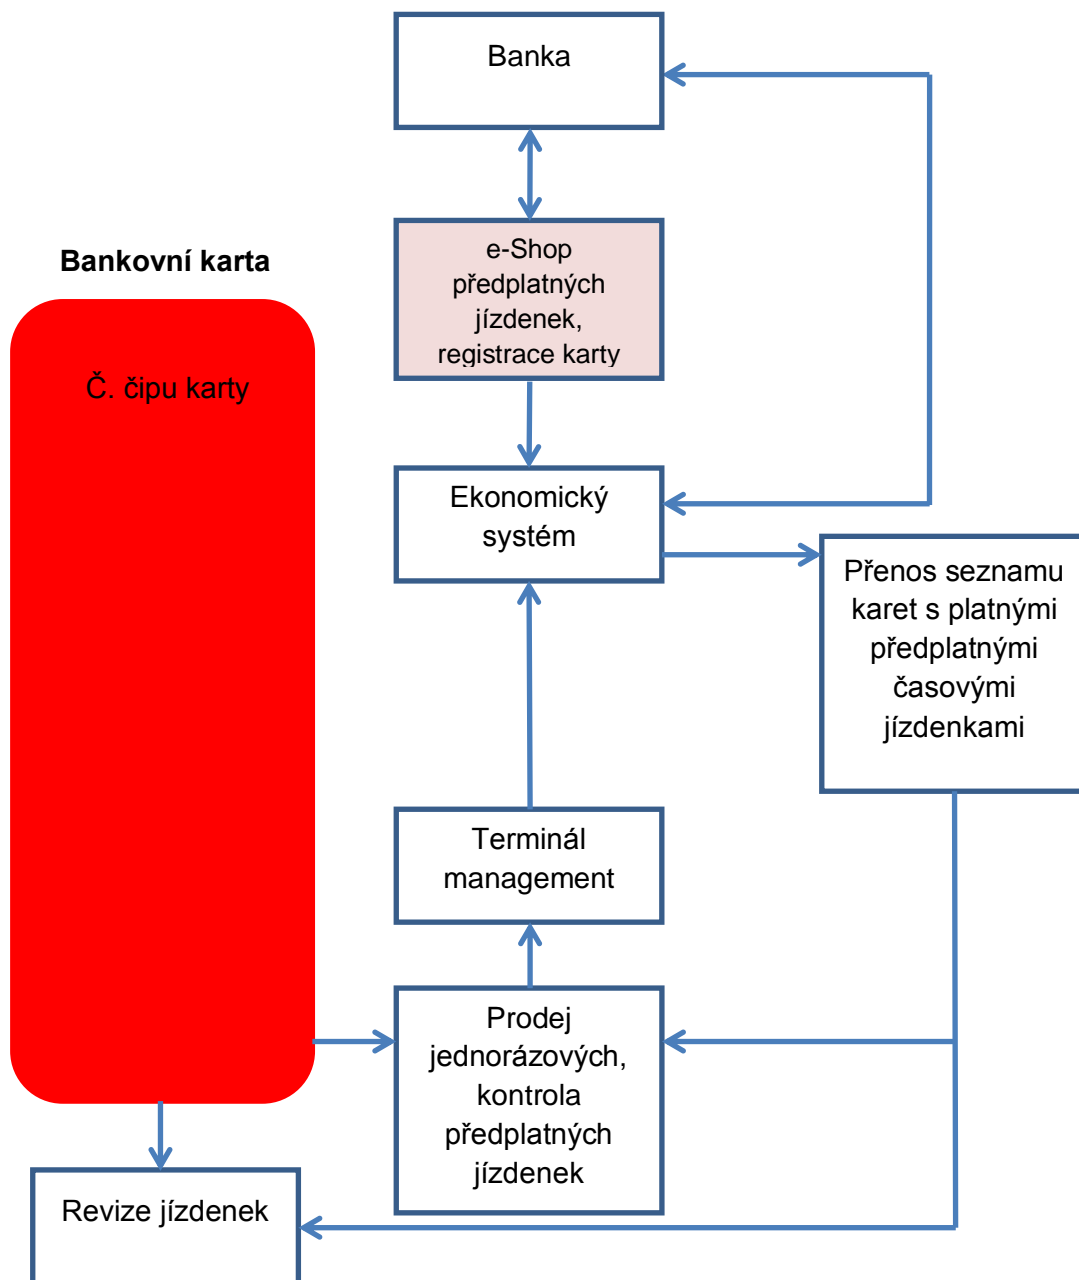 Banka
e-Shop
předplatných
jízdenek,
registrace karty
Bankovní karta
Č. čipu karty
Ekonomický
systém
Přenos seznamu
karet s platnými
předplatnými
časovými
jízdenkami
Terminál
management
Prodej
jednorázových,
kontrola
předplatných
jízdenek
Revize jízdenek